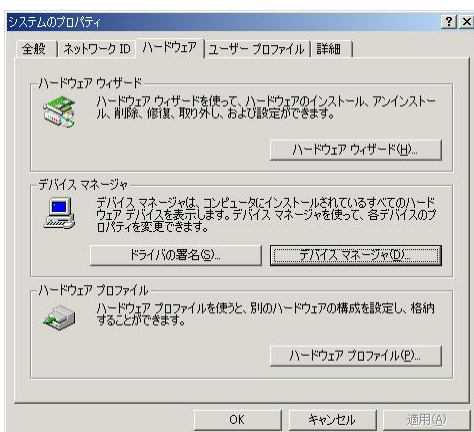 システムのプロパティ
全般 ネットワーク ID ハードウェア ユーザー プロファイル 詳細
ハードウェア ウィザード
ハードウェア ウィザードを使って、ハードウェアのインストール、アンインストー
ル、削除、修復、取り外し、および設定ができます。
ハードウェア ウィザード(H)...
デバイス マネージャ
デバイス マネージャは、コンピュータにインストールされているすべてのハード
ウェア デバイスを表示します。デバイス マネージャを使って、各デバイスのプ
ロパティを変更できます。
ドライバの署名(S)... デバイス マネージャ(D)...
ハードウェア プロファイル
ハードウェア プロファイルを使うと、別のハードウェアの構成を設定し、格納
することができます。
ハードウェア プロファイル(P)...
OK キャンセル 適用(A)